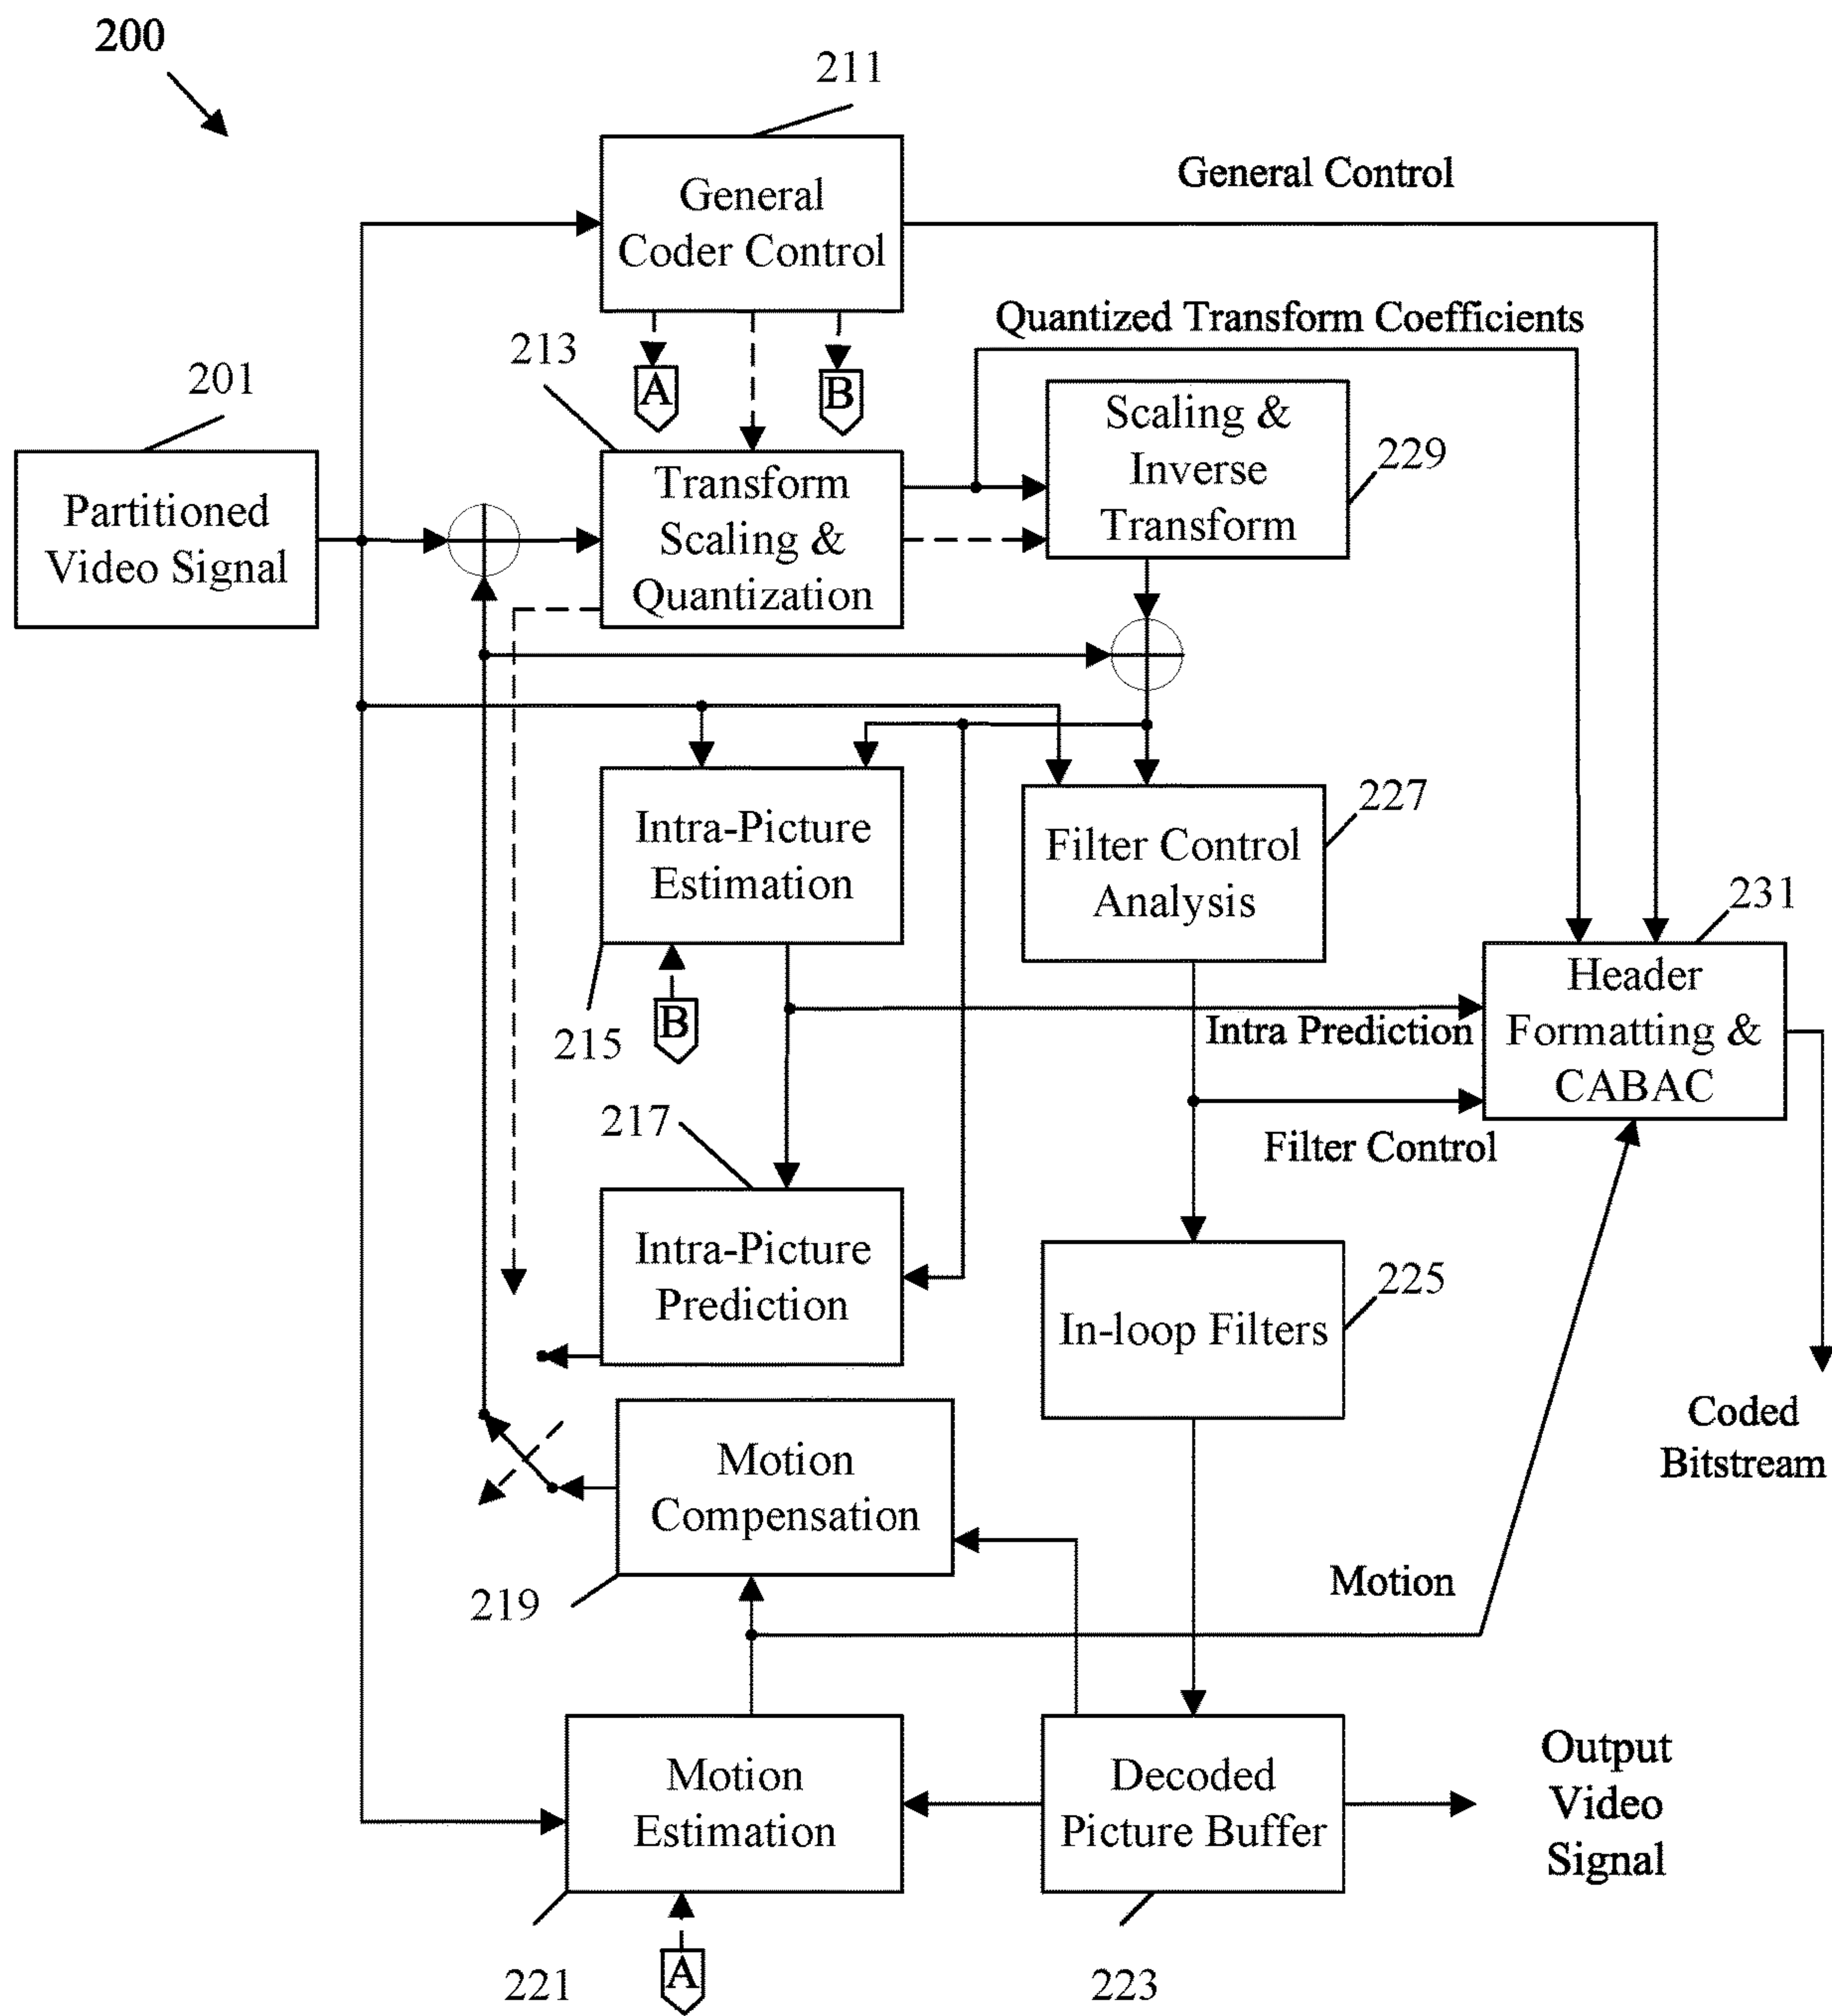 200
211
General
Coder Control
General Control
Quantized Transform Coefficients
213
A
B
201
Partitioned
Video Signal
Transform
Scaling &
Quantization
Scaling &
Inverse
Transform
229
Intra-Picture
Estimation
215
B
227
Filter Control
Analysis
231
Header
Formatting &
CABAC
Intra Prediction
Filter Control
217
Intra-Picture
Prediction
225
In-loop Filters
Coded
Bitstream
Motion
Compensation
219
Motion
Motion
Estimation
221
A
Decoded
Picture Buffer
223
Output
Video
Signal